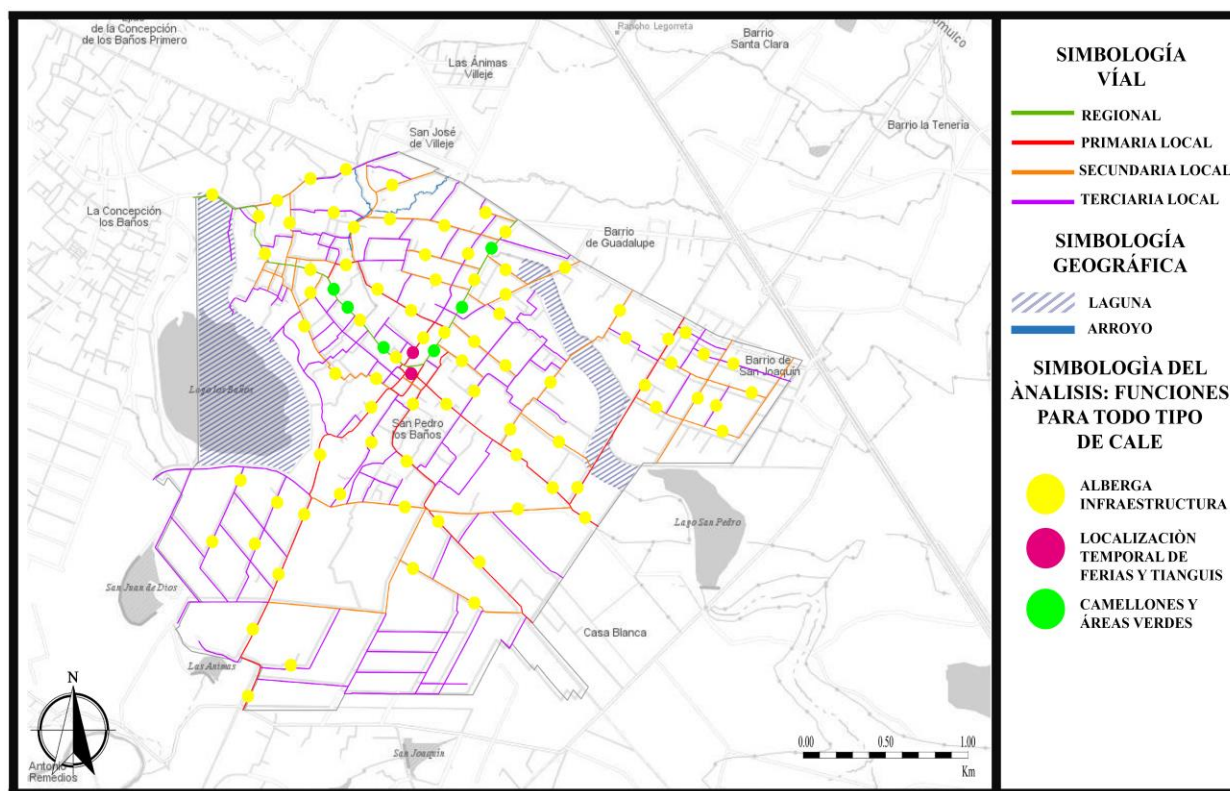 de la Concepción
de los Baños Primero
Rancho Legorreta
Barrio
Santa Clara
Las Ánimas
Villeje
San José
de Villeje
Barrio la Tenería
La Concepción
los Baños
Barrio
de Guadalupe
Barrio de
San Joaquín
Lago los Baños
San Pedro
los Baños
Lago San Pedro
San Juan de Dios
Casa Blanca
Las Animas
San Joaquin
Antonio
Remedios
N
0.00 0.50 1.00
Km
SIMBOLOGÍA
VÍAL
REGIONAL
PRIMARIA LOCAL
SECUNDARIA LOCAL
TERCIARIA LOCAL
SIMBOLOGÍA
GEOGRÁFICA
LAGUNA
ARROYO
SIMBOLOGÌA DEL
ÀNALISIS: FUNCIONES
PARA TODO TIPO
DE CALE
ALBERGA
INFRAESTRUCTURA
LOCALIZACIÒN
TEMPORAL DE
FERIAS Y TIANGUIS
CAMELLONES Y
ÁREAS VERDES